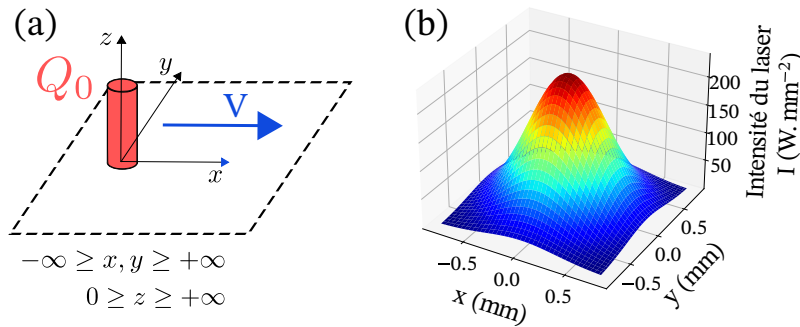 (a)
z
y
Q₀
V
x
−∞ ≥ x, y ≥ +∞
0 ≥ z ≥ +∞
(b)
Intensité du laser
I (W. mm⁻²)
200
150
100
50
0.5
0.0
−0.5
y (mm)
−0.5
0.0
0.5
x (mm)